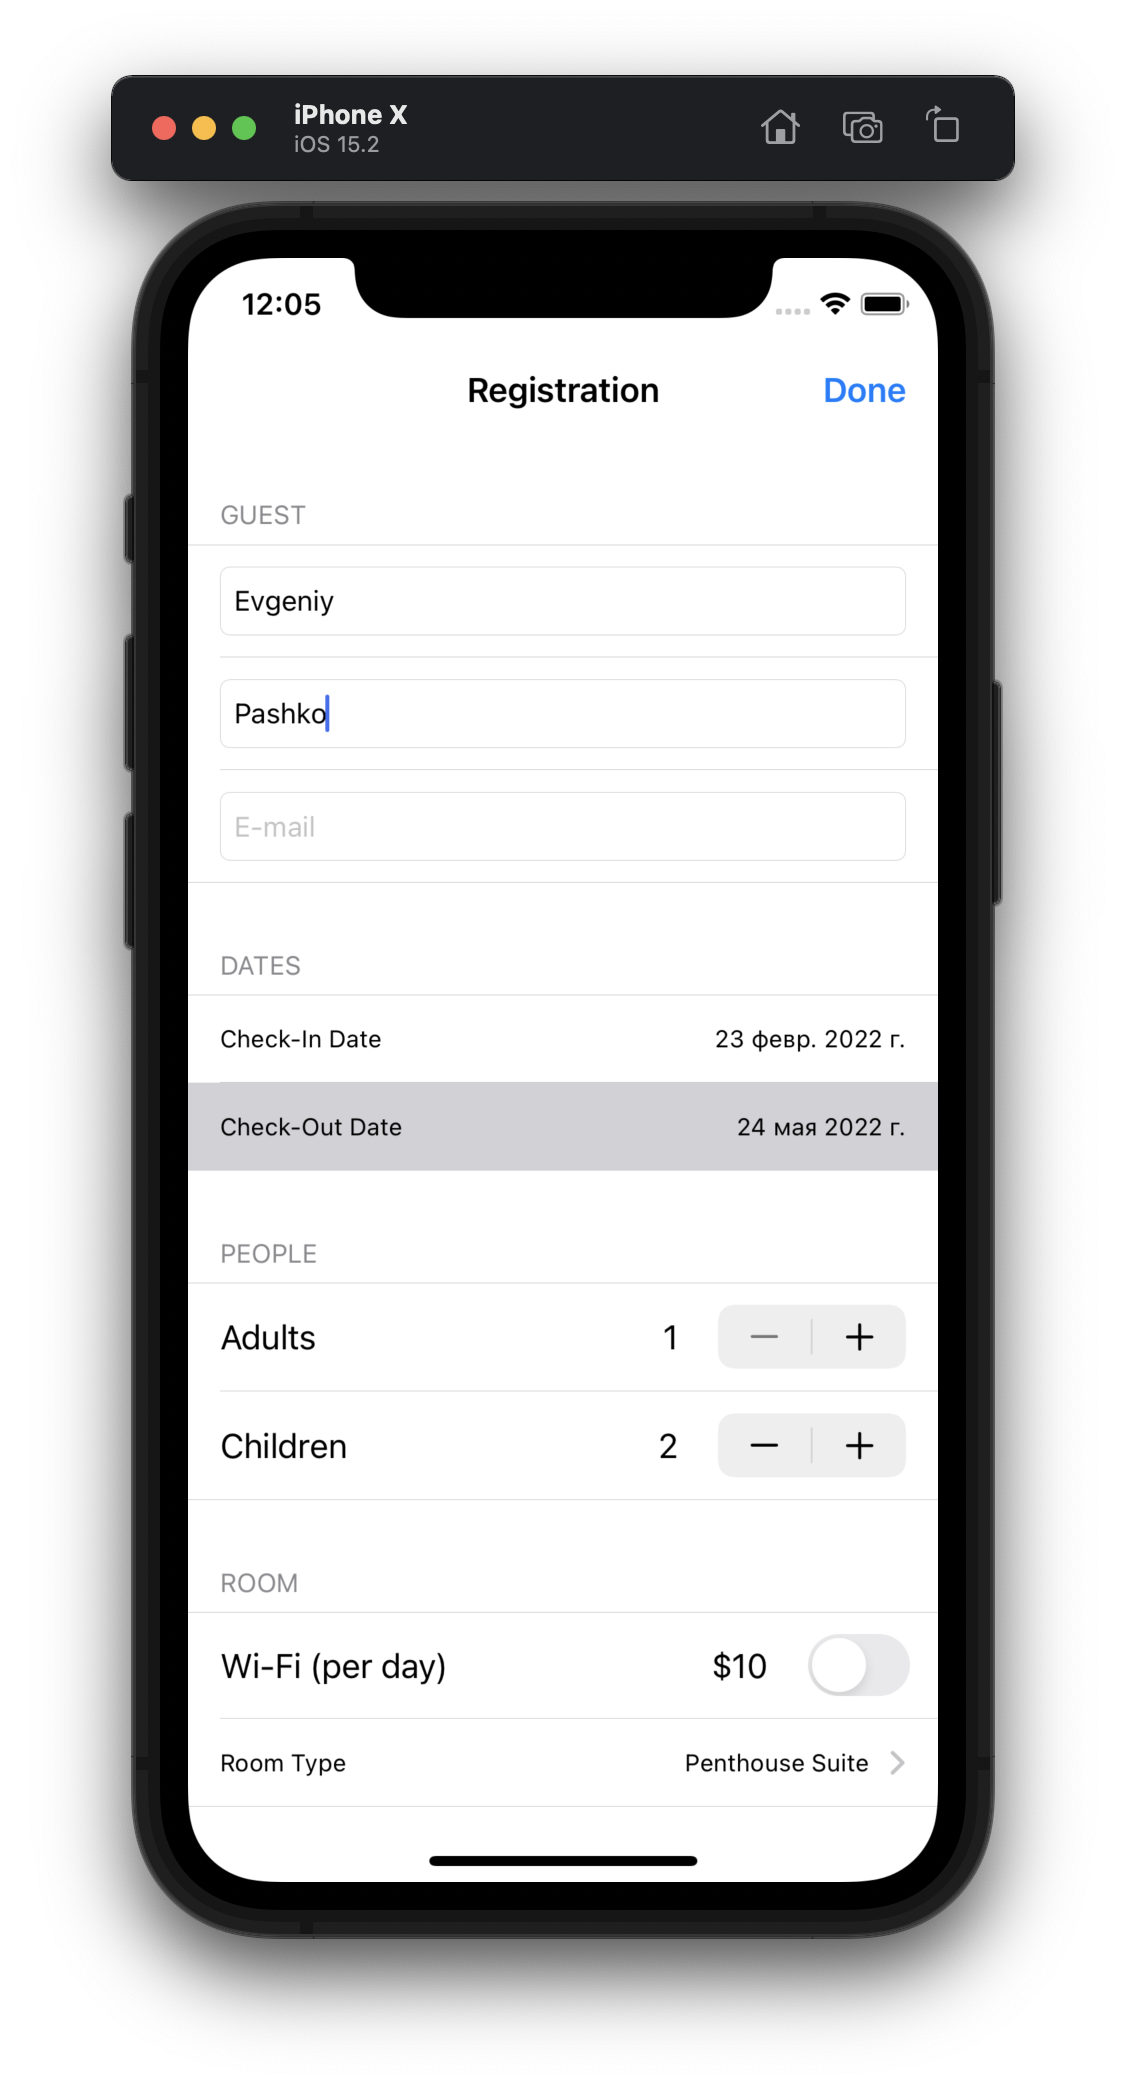 iPhone X
iOS 15.2
12:05
Registration
Done
GUEST
Evgeniy
Pashko
E-mail
DATES
Check-In Date 23 февр. 2022 г.
Check-Out Date 24 мая 2022 г.
PEOPLE
Adults 1 − +
Children 2 − +
ROOM
Wi-Fi (per day) $10
Room Type Penthouse Suite